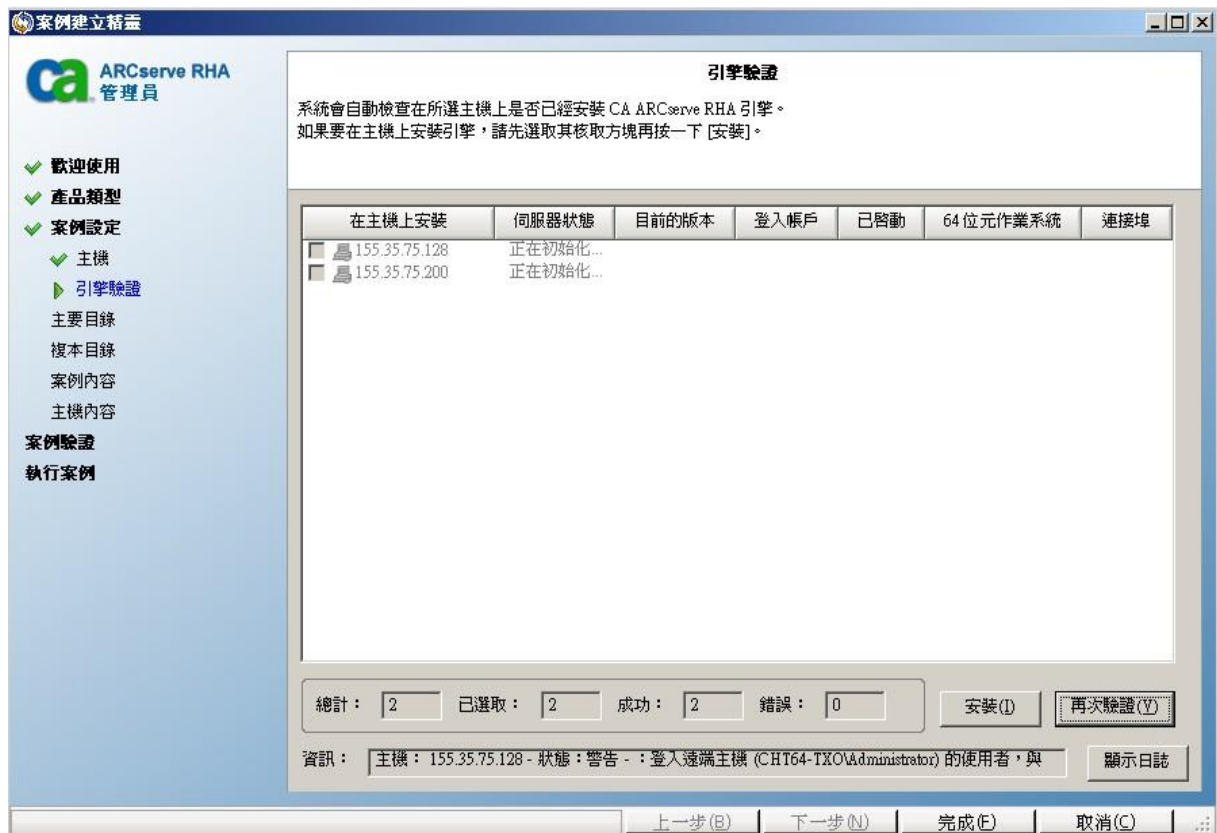 案例建立精靈
ca ARCserve RHA
管理員
歡迎使用
產品類型
案例設定
主機
引擎驗證
主要目錄
複本目錄
案例內容
主機內容
案例驗證
執行案例
引擎驗證
系統會自動檢查在所選主機上是否已經安裝 CA ARCserve RHA 引擎。
如果要在主機上安裝引擎，請先選取其核取方塊再按一下 [安裝]。
在主機上安裝 伺服器狀態 目前的版本 登入帳戶 已啓動 64位元作業系統 連接埠
155.35.75.128 正在初始化...
155.35.75.200 正在初始化...
總計： 2 已選取： 2 成功： 2 錯誤： 0 安裝(I) 再次驗證(V)
資訊： 主機： 155.35.75.128 - 狀態：警告 - ：登入遠端主機 (CHT64-TXO\Administrator) 的使用者，與 顯示日誌
上一步(B) 下一步(N) 完成(F) 取消(C)